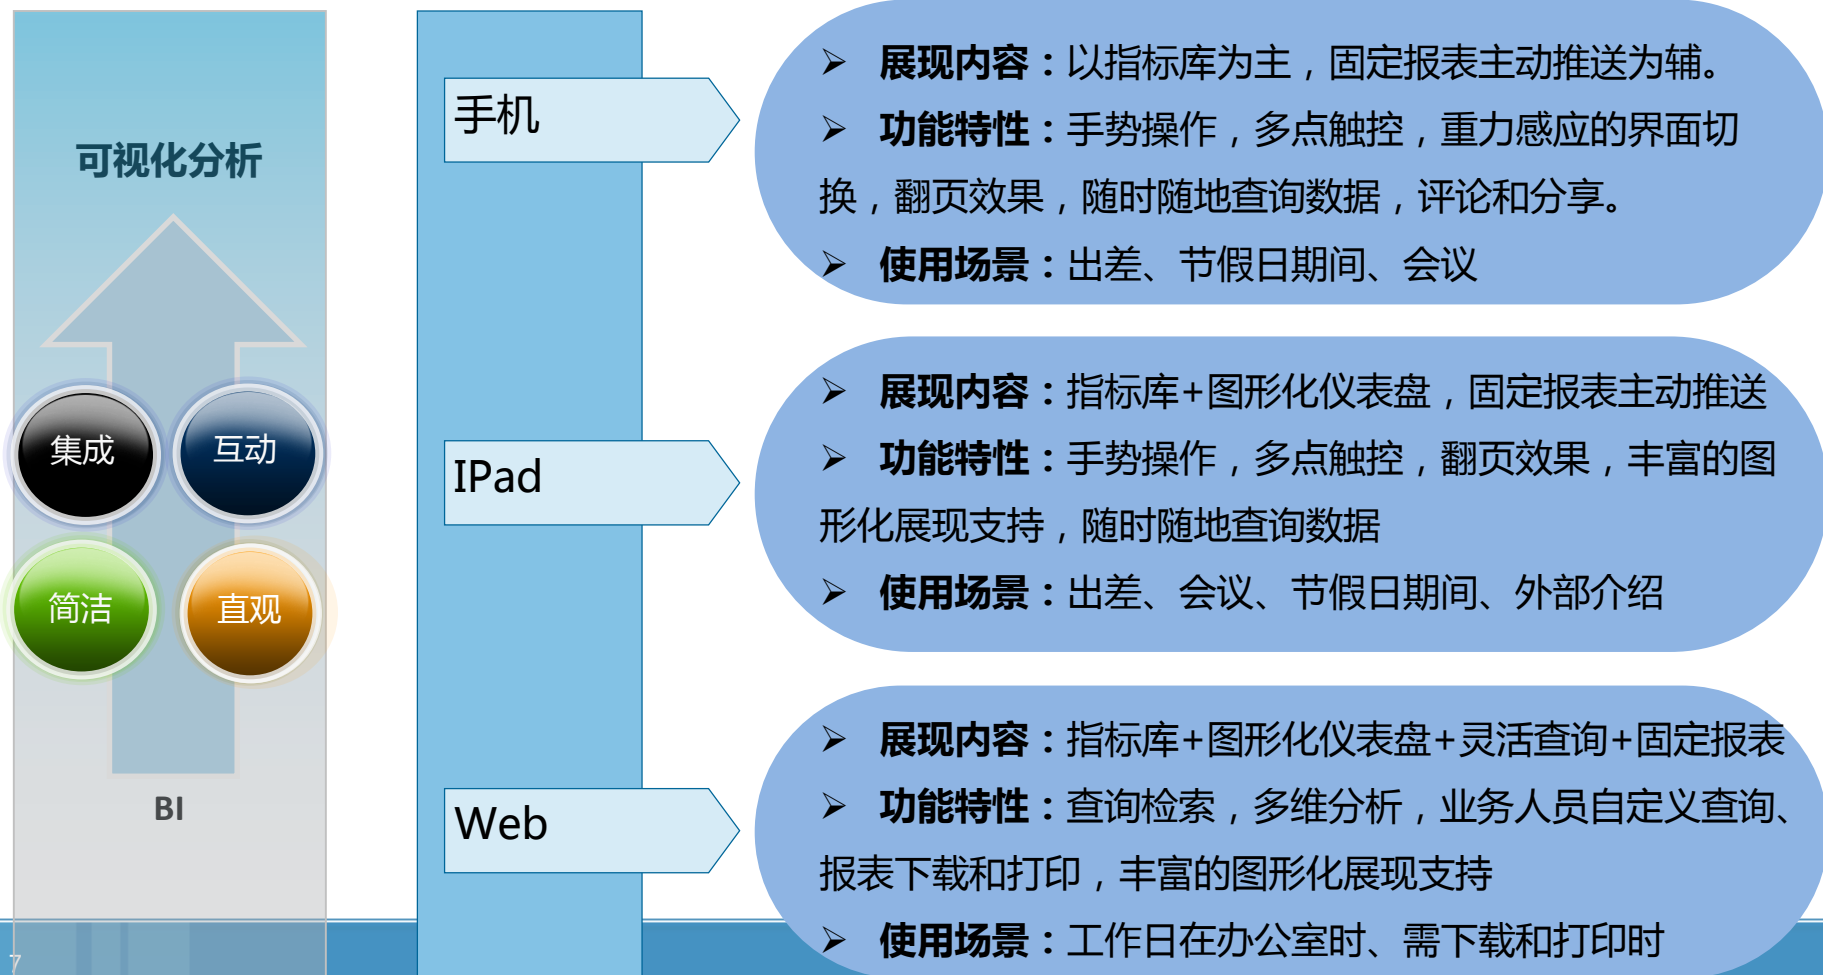 可视化分析
集成
互动
简洁
直观
BI
手机
➢ 展现内容：以指标库为主，固定报表主动推送为辅。
➢ 功能特性：手势操作，多点触控，重力感应的界面切
换，翻页效果，随时随地查询数据，评论和分享。
➢ 使用场景：出差、节假日期间、会议
IPad
➢ 展现内容：指标库+图形化仪表盘，固定报表主动推送
➢ 功能特性：手势操作，多点触控，翻页效果，丰富的图
形化展现支持，随时随地查询数据
➢ 使用场景：出差、会议、节假日期间、外部介绍
Web
➢ 展现内容：指标库+图形化仪表盘+灵活查询+固定报表
➢ 功能特性：查询检索，多维分析，业务人员自定义查询、
报表下载和打印，丰富的图形化展现支持
➢ 使用场景：工作日在办公室时、需下载和打印时
7